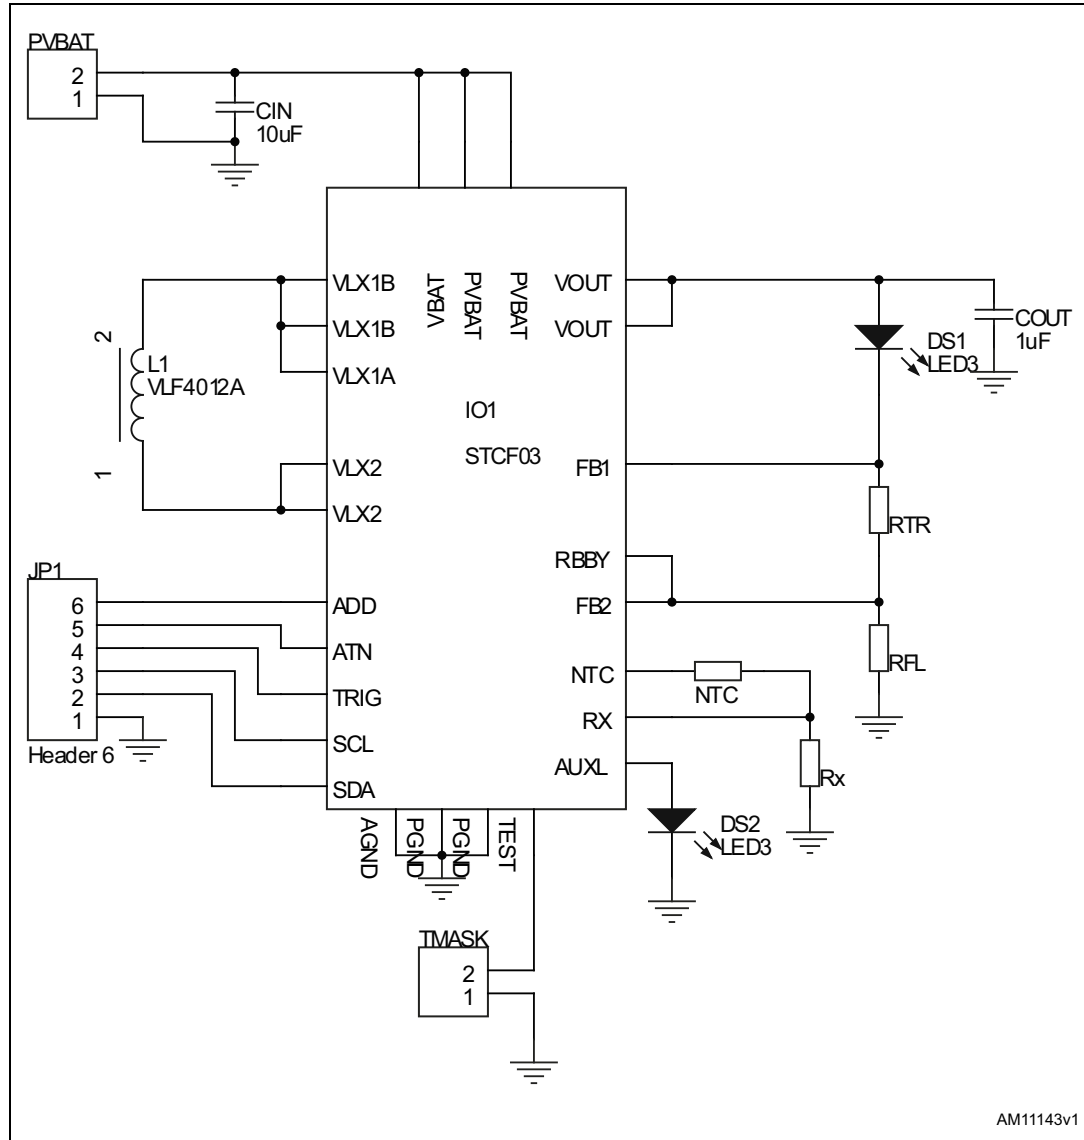 PVBAT
2
1
CIN
10uF
VBAT
PVBAT
PVBAT
VLX1B
VLX1B
VLX1A
VLX2
VLX2
2
L1
VLF4012A
1
IO1
STCF03
VOUT
VOUT
DS1
LED3
COUT
1uF
FB1
RTR
RBBY
FB2
RFL
NTC
NTC
RX
Rx
AUXL
DS2
LED3
JP1
6
5
4
3
2
1
Header 6
ADD
ATN
TRIG
SCL
SDA
AGND
PGND
PGND
TEST
TMASK
2
1
AM11143v1